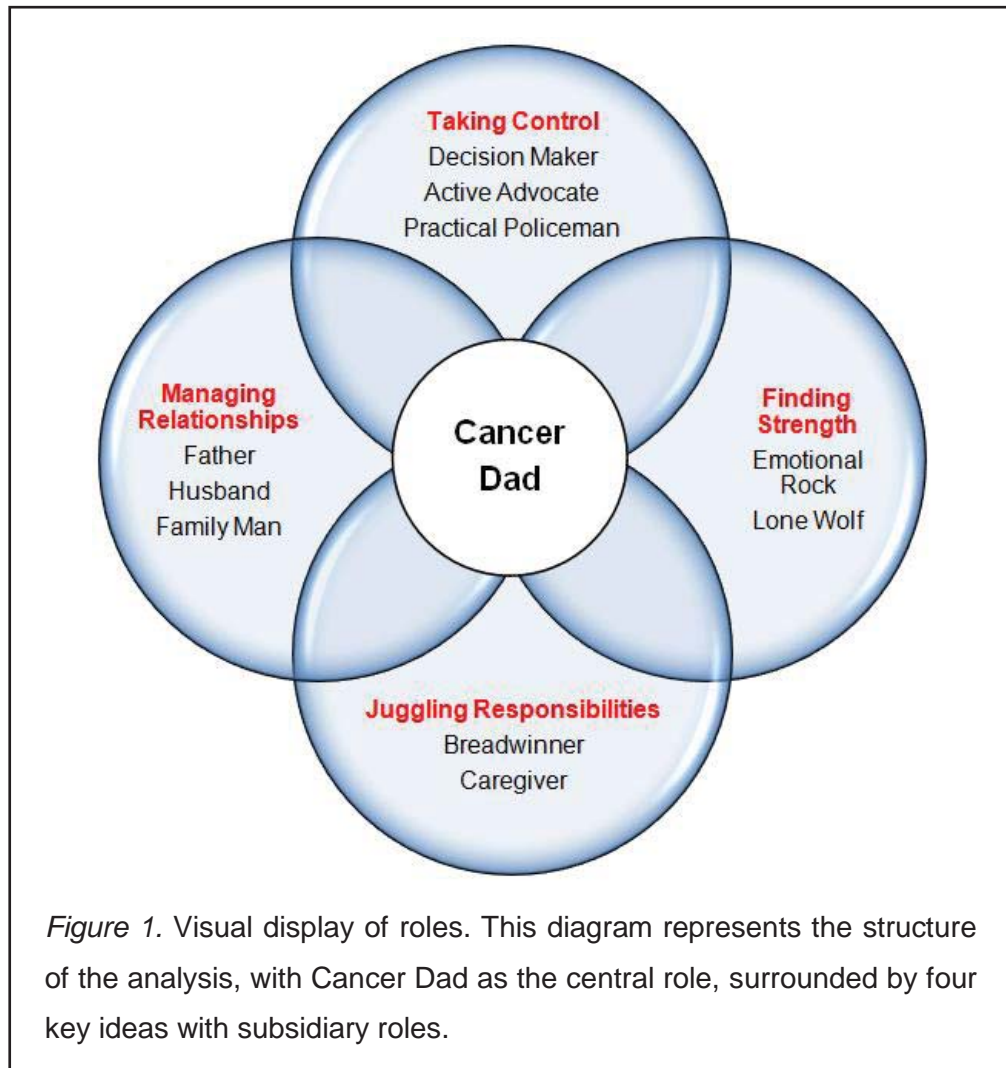 Taking Control
Decision Maker
Active Advocate
Practical Policeman
Managing
Relationships
Father
Husband
Family Man
Cancer
Dad
Finding
Strength
Emotional
Rock
Lone Wolf
Juggling Responsibilities
Breadwinner
Caregiver
Figure 1. Visual display of roles. This diagram represents the structure
of the analysis, with Cancer Dad as the central role, surrounded by four
key ideas with subsidiary roles.